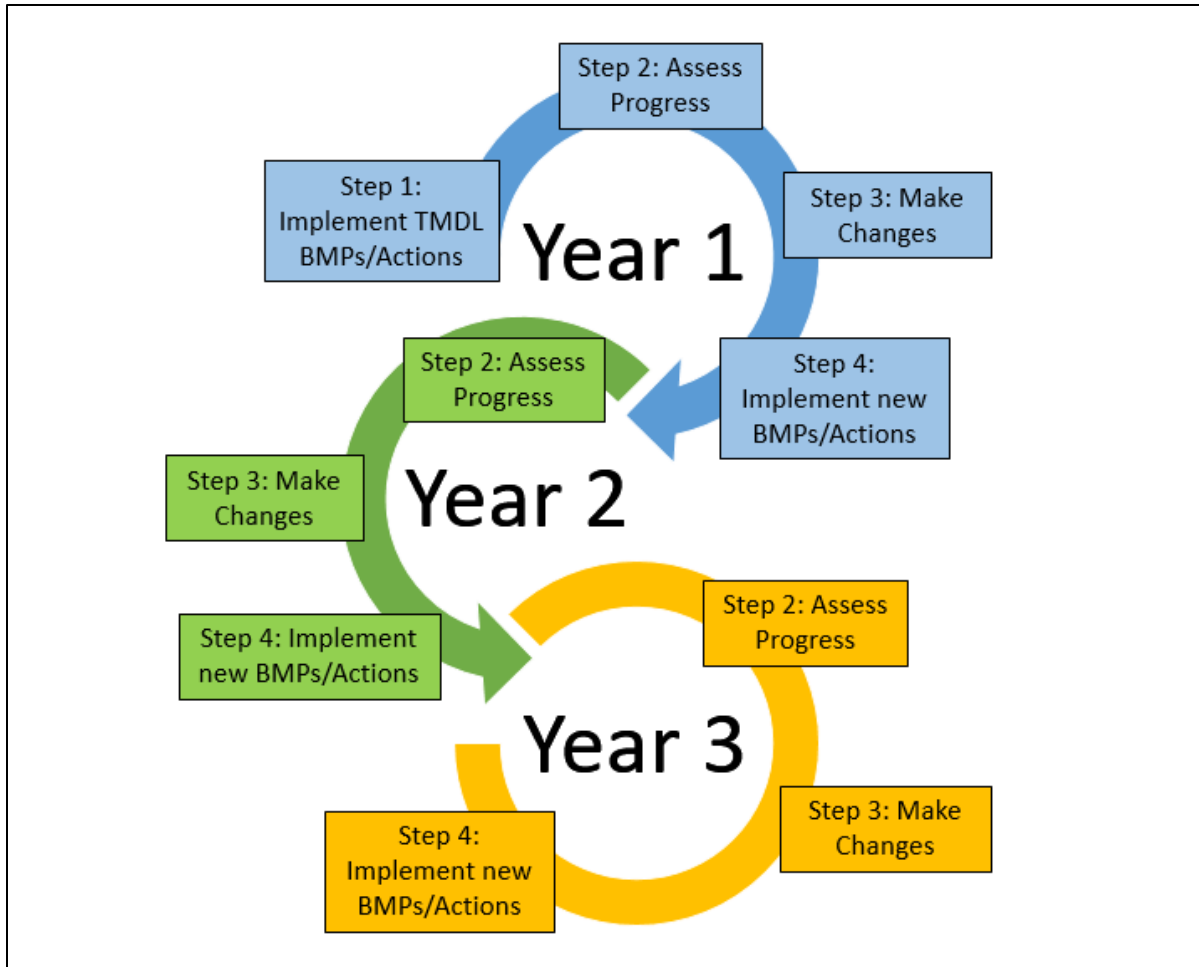 Step 2: Assess
Progress
Step 1:
Implement TMDL
BMPs/Actions
Step 3: Make
Changes
Year 1
Step 4:
Implement new
BMPs/Actions
Step 2: Assess
Progress
Step 3: Make
Changes
Year 2
Step 4: Implement
new BMPs/Actions
Step 2: Assess
Progress
Year 3
Step 3: Make
Changes
Step 4:
Implement new
BMPs/Actions